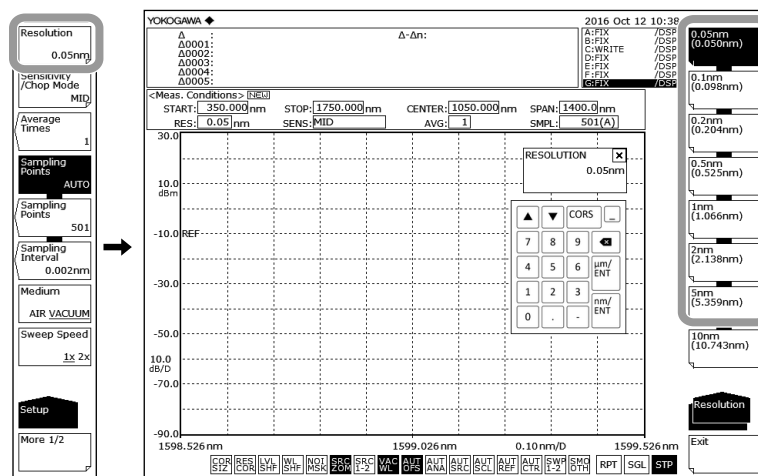 Resolution
0.05nm
Sensitivity
/Chop Mode
MID
Average
Times
1
Sampling
Points
AUTO
Sampling
Points
501
Sampling
Interval
0.002nm
Medium
AIR VACUUM
Sweep Speed
1x 2x
Setup
More 1/2
YOKOGAWA ◆
2016 Oct 12 10:38
Δ :
Δ0001:
Δ0002:
Δ0003:
Δ0004:
Δ0005:
Δ-Δn:
A:FIX /DSP
B:FIX /DSP
C:WRITE /DSP
D:FIX /DSP
E:FIX /DSP
F:FIX /DSP
G:FIX /DSP
<Meas. Conditions> NEW
START: 350.000 nm STOP: 1750.000 nm CENTER: 1050.000 nm SPAN: 1400.0 nm
RES: 0.05 nm SENS: MID AVG: 1 SMPL: 501(A)
30.0
10.0
dBm
-10.0 REF
-30.0
-50.0
10.0
dB/D
-70.0
-90.0
RESOLUTION
0.05nm
▲ ▼ CORS _
7 8 9
4 5 6 μm/ENT
1 2 3 nm/ENT
0 . -
1598.526nm 1599.026nm 0.10nm/D 1599.526nm
COR SIZ
RES COR
LVL SHF
WL SHF
NOI MSK
SRC ZOM
SRC 1-2
VAC WL
AUT OFS
AUT ANA
AUT SRC
AUT SCL
AUT REF
AUT CTR
SWP 1-2
SMO OTH
RPT
SGL
STP
0.05nm
(0.050nm)
0.1nm
(0.098nm)
0.2nm
(0.204nm)
0.5nm
(0.525nm)
1nm
(1.066nm)
2nm
(2.138nm)
5nm
(5.359nm)
10nm
(10.743nm)
Resolution
Exit